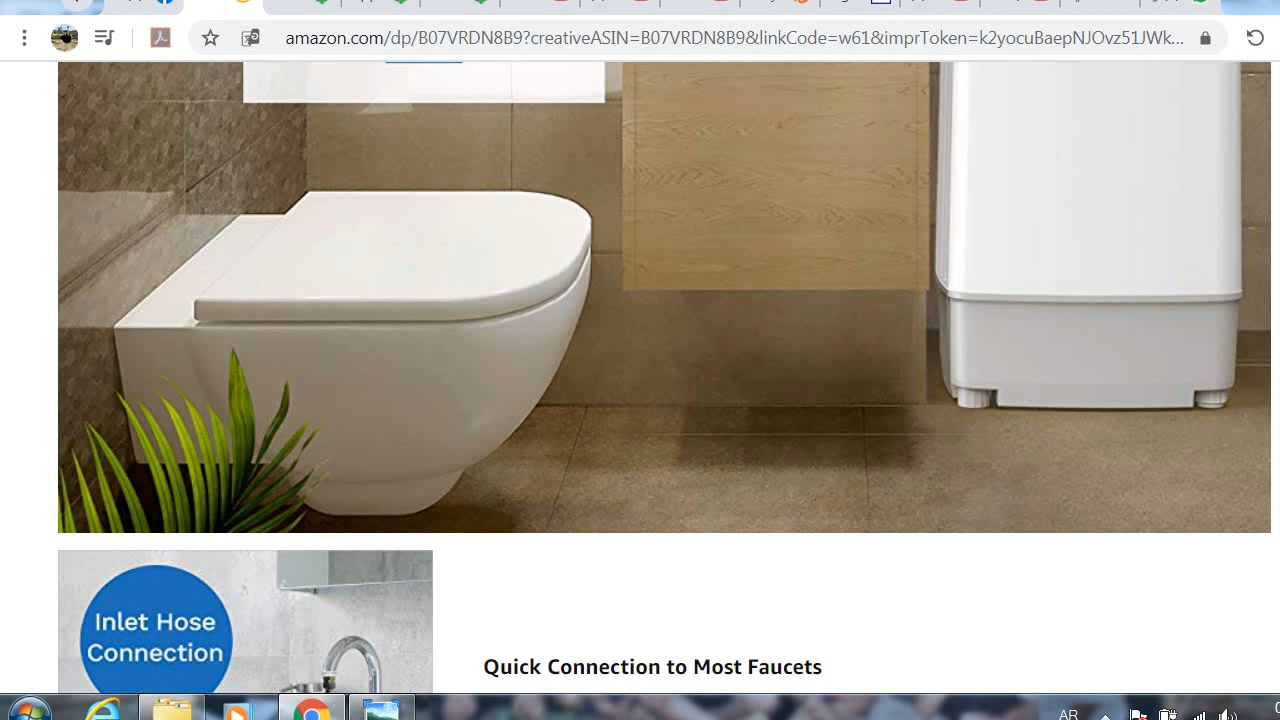 amazon.com/dp/B07VRDN8B9?creativeASIN=B07VRDN8B9&linkCode=w61&imprToken=k2yocuBaepNJOvz51JWk...
Inlet Hose
Connection
Quick Connection to Most Faucets
AR